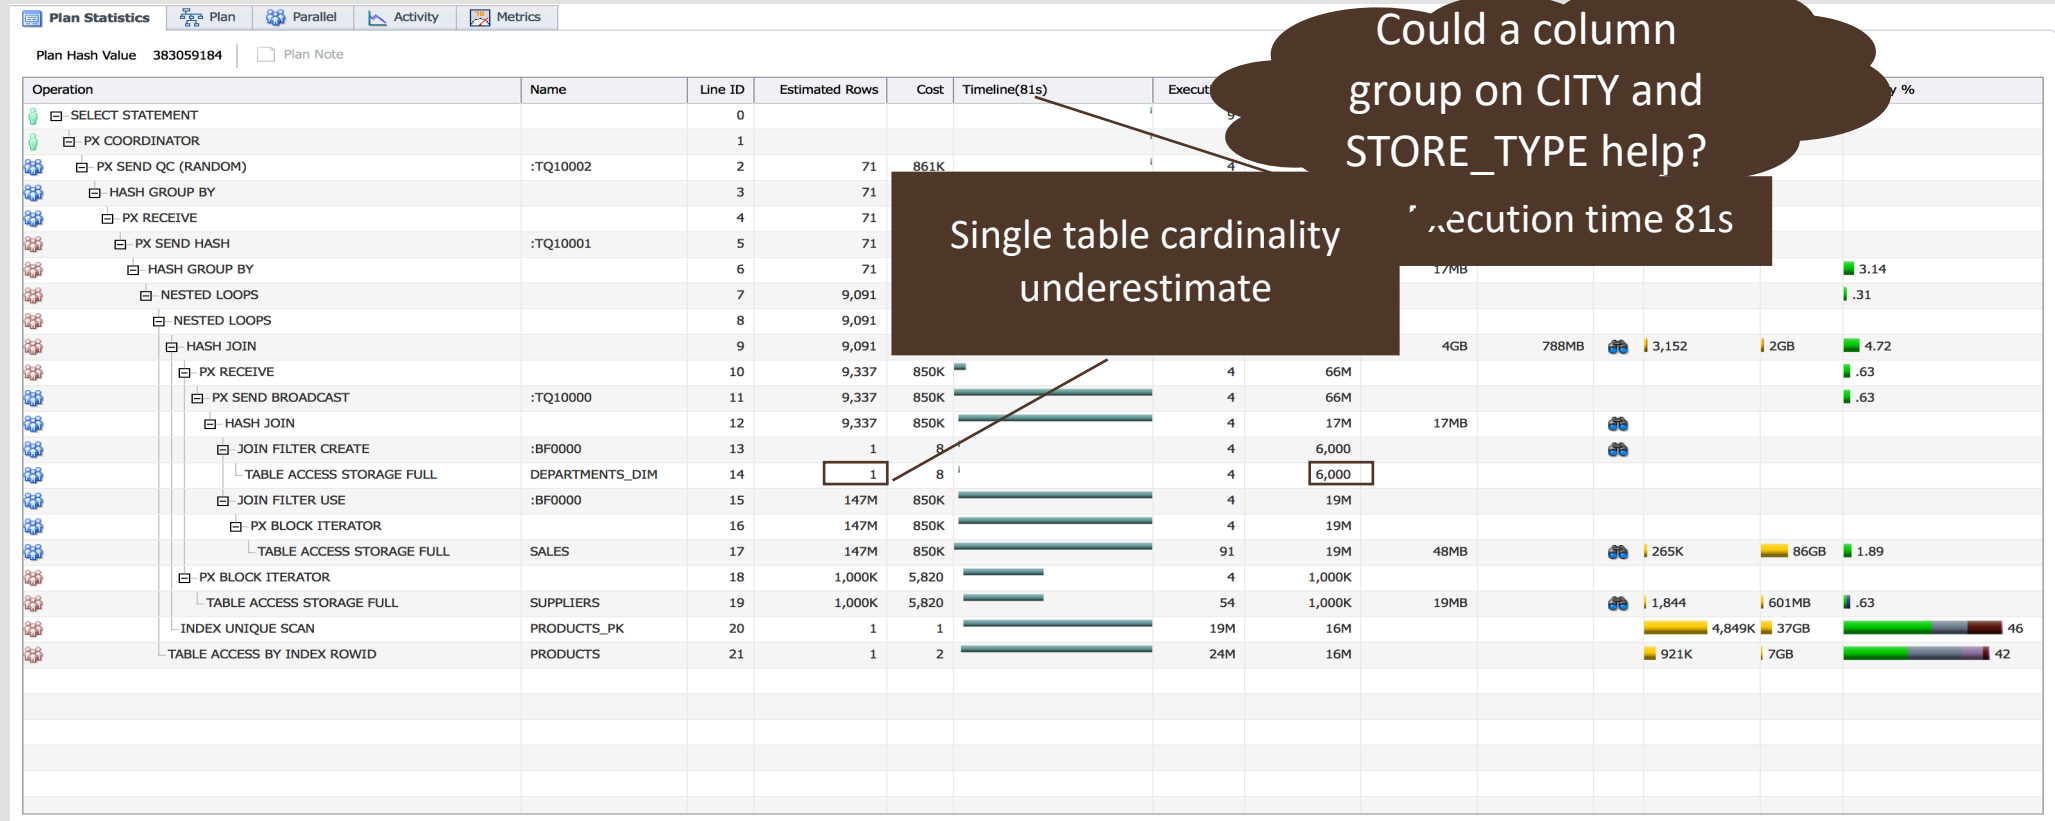 Plan Statistics Plan Parallel Activity Metrics
Could a column
group on CITY and
STORE_TYPE help?
Plan Hash Value 383059184 Plan Note
Operation Name Line ID Estimated Rows Cost Timeline(81s) %
SELECT STATEMENT 0
PX COORDINATOR 1
PX SEND QC (RANDOM) :TQ10002 2 71 861K 4
HASH GROUP BY 3 71
PX RECEIVE 4 71
PX SEND HASH :TQ10001 5 71
Single table cardinality
underestimate
Execution time 81s
HASH GROUP BY 6 71 17MB 3.14
NESTED LOOPS 7 9,091 .31
NESTED LOOPS 8 9,091
HASH JOIN 9 9,091 4GB 788MB 3,152 2GB 4.72
PX RECEIVE 10 9,337 850K 4 66M .63
PX SEND BROADCAST :TQ10000 11 9,337 850K 4 66M .63
HASH JOIN 12 9,337 850K 4 17M 17MB
JOIN FILTER CREATE :BF0000 13 1 8 4 6,000
TABLE ACCESS STORAGE FULL DEPARTMENTS_DIM 14 1 8 4 6,000
JOIN FILTER USE :BF0000 15 147M 850K 4 19M
PX BLOCK ITERATOR 16 147M 850K 4 19M
TABLE ACCESS STORAGE FULL SALES 17 147M 850K 91 19M 48MB 265K 86GB 1.89
PX BLOCK ITERATOR 18 1,000K 5,820 4 1,000K
TABLE ACCESS STORAGE FULL SUPPLIERS 19 1,000K 5,820 54 1,000K 19MB 1,844 601MB .63
INDEX UNIQUE SCAN PRODUCTS_PK 20 1 1 19M 16M 4,849K 37GB 46
TABLE ACCESS BY INDEX ROWID PRODUCTS 21 1 2 24M 16M 921K 7GB 42